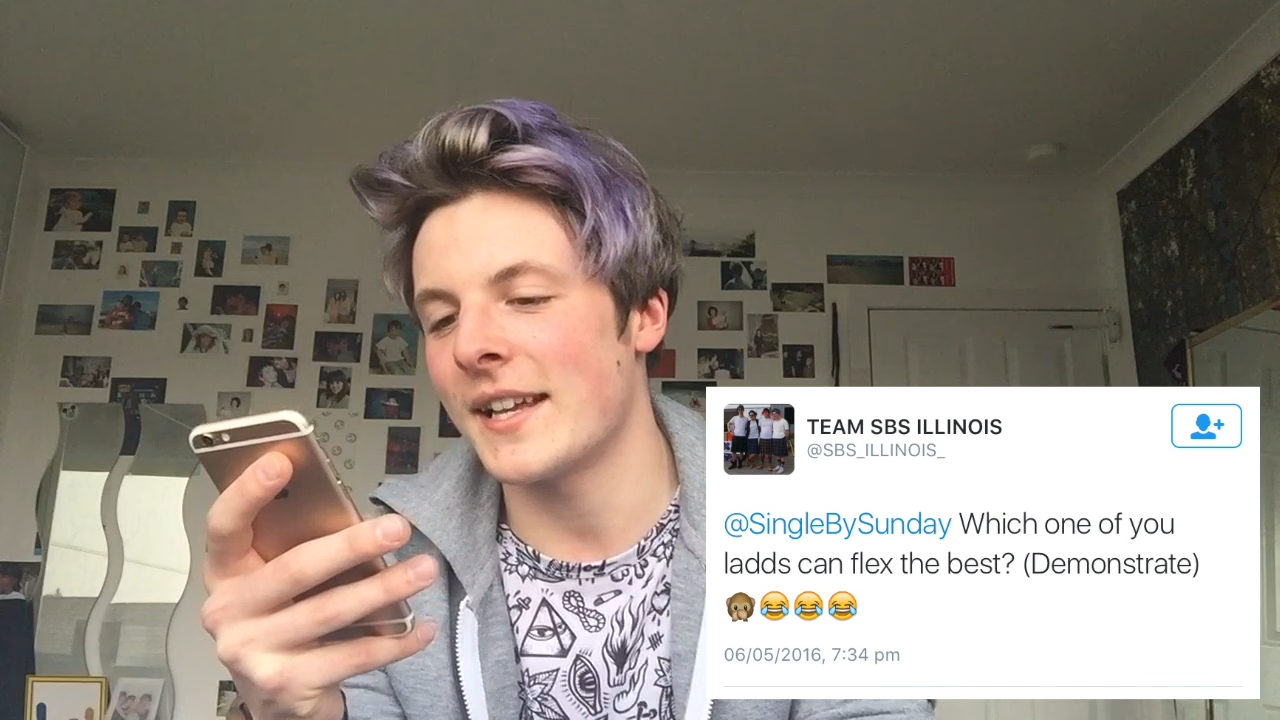 TEAM SBS ILLINOIS
@SBS_ILLINOIS_
@SingleBySunday Which one of you
ladds can flex the best? (Demonstrate)
🙊😂😂😂
06/05/2016, 7:34 pm